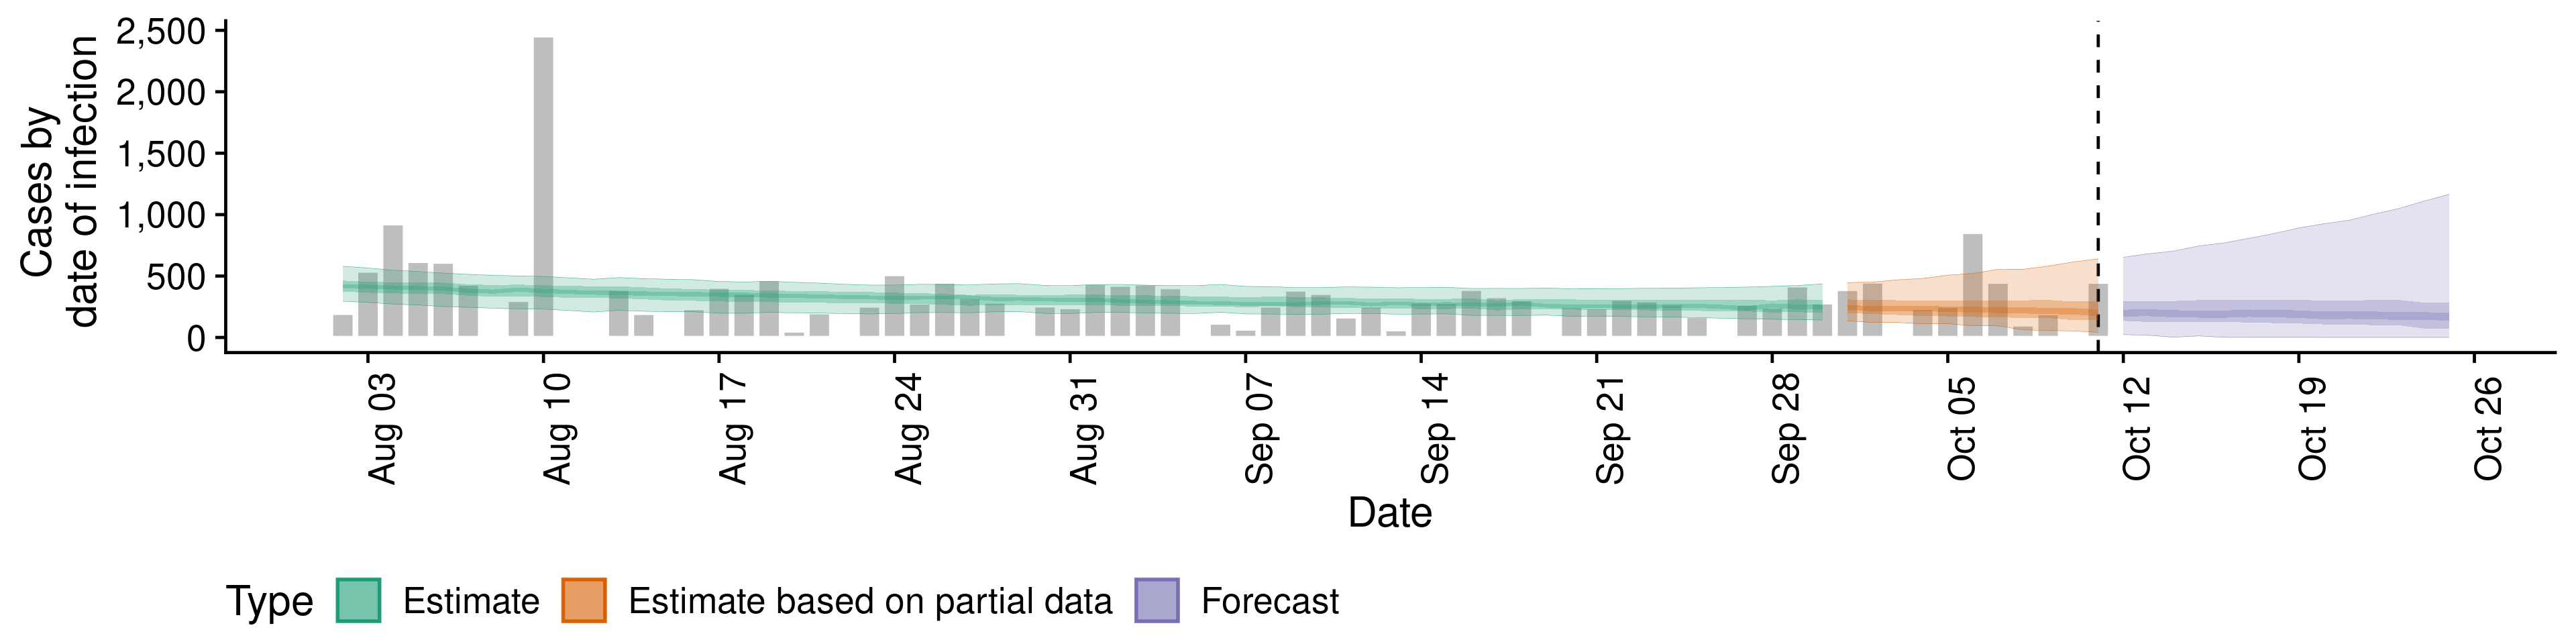 Cases by
date of infection
2,500
2,000
1,500
1,000
500
0
Aug 03
Aug 10
Aug 17
Aug 24
Aug 31
Sep 07
Sep 14
Sep 21
Sep 28
Oct 05
Oct 12
Oct 19
Oct 26
Date
Type Estimate Estimate based on partial data Forecast